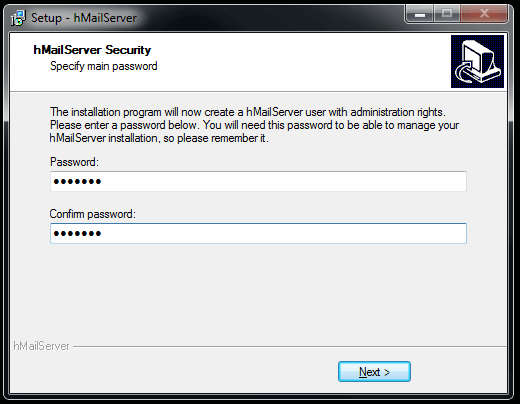 Setup - hMailServer
hMailServer Security
Specify main password
The installation program will now create a hMailServer user with administration rights.
Please enter a password below. You will need this password to be able to manage your
hMailServer installation, so please remember it.
Password:
•••••••
Confirm password:
•••••••
hMailServer
Next >